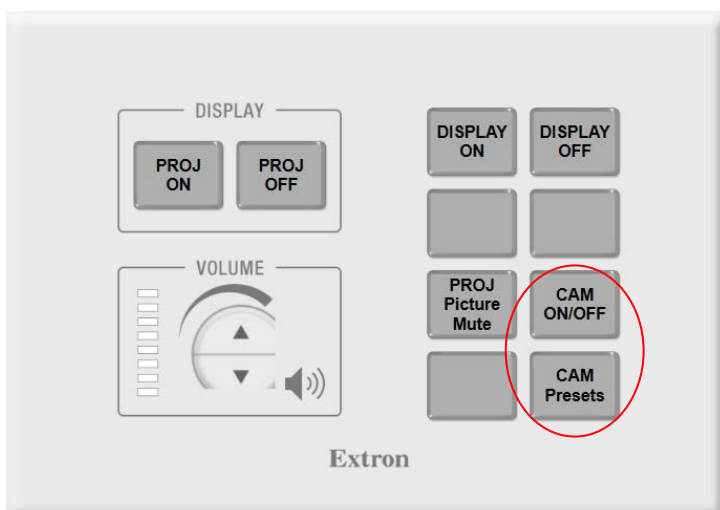 DISPLAY
PROJ
ON
PROJ
OFF
DISPLAY
ON
DISPLAY
OFF
VOLUME
PROJ
Picture
Mute
CAM
ON/OFF
CAM
Presets
Extron